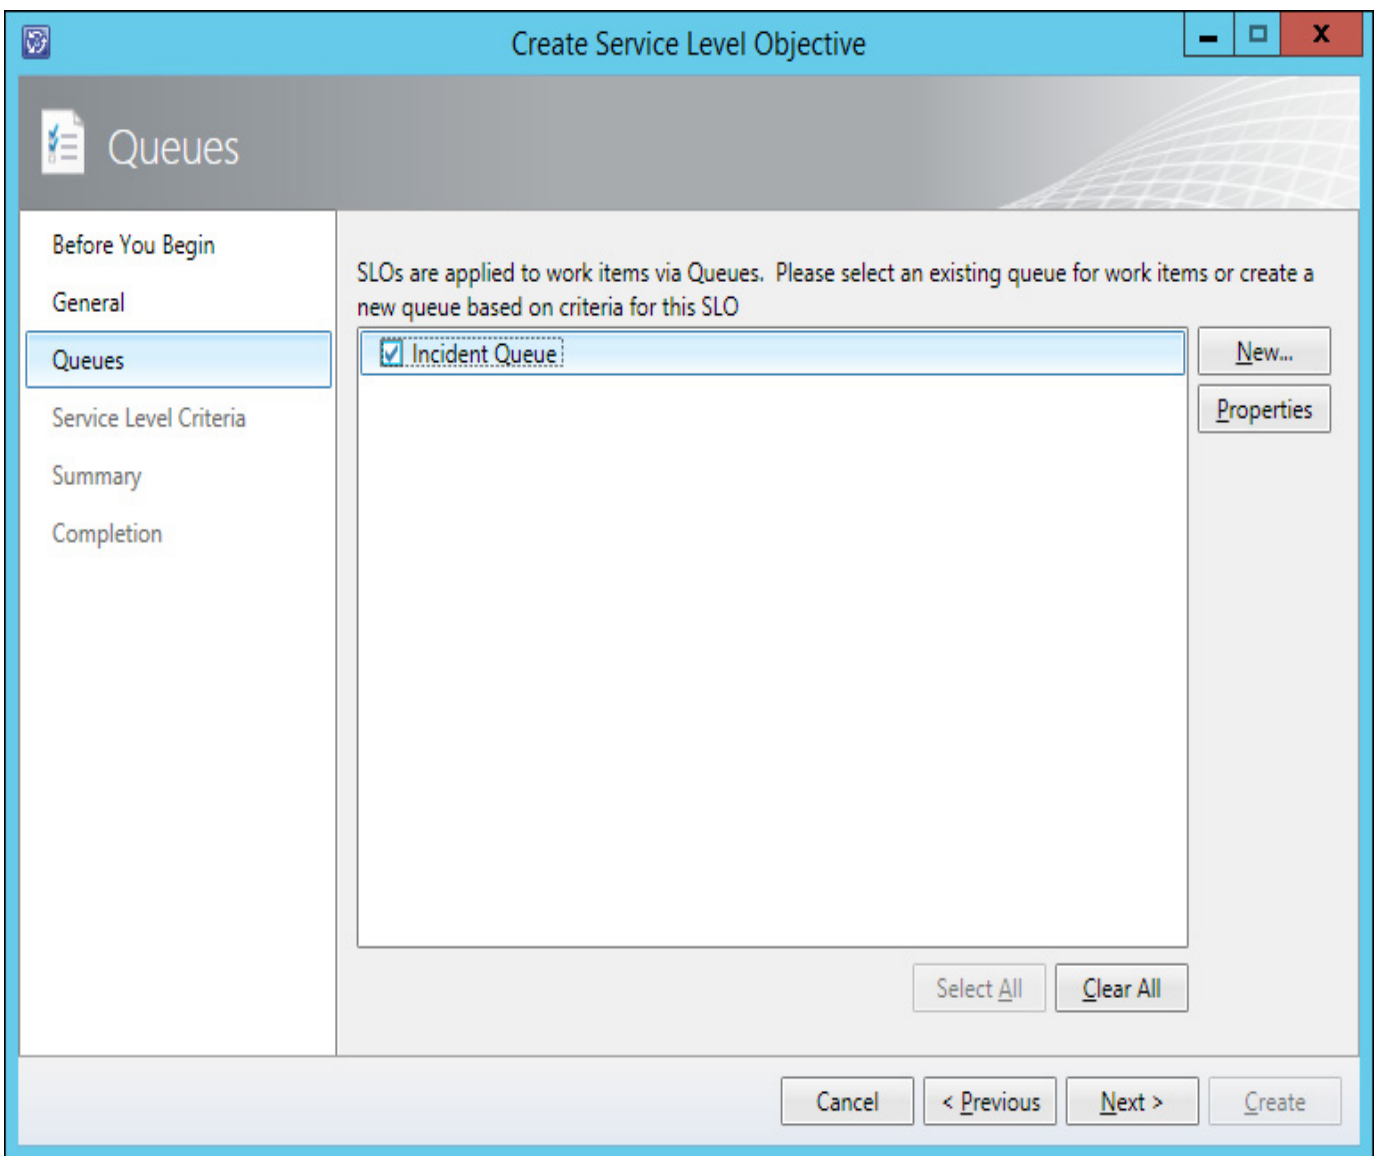 Create Service Level Objective
X
Queues
Before You Begin
General
Queues
Service Level Criteria
Summary
Completion
SLOs are applied to work items via Queues.  Please select an existing queue for work items or create a
new queue based on criteria for this SLO
Incident Queue
New...
Properties
Select All
Clear All
Cancel
< Previous
Next >
Create